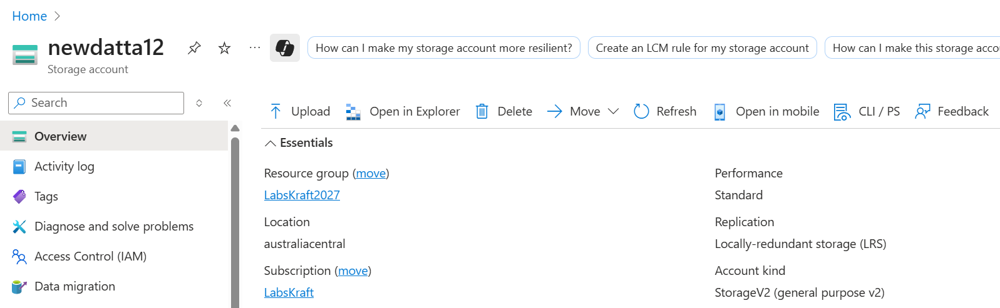 Home
newdatta12
Storage account
How can I make my storage account more resilient?
Create an LCM rule for my storage account
How can I make this storage acco
Search
Upload
Open in Explorer
Delete
Move
Refresh
Open in mobile
CLI / PS
Feedback
Overview
Activity log
Tags
Diagnose and solve problems
Access Control (IAM)
Data migration
Essentials
Resource group (move)
LabsKraft2027
Location
australiacentral
Subscription (move)
LabsKraft
Performance
Standard
Replication
Locally-redundant storage (LRS)
Account kind
StorageV2 (general purpose v2)